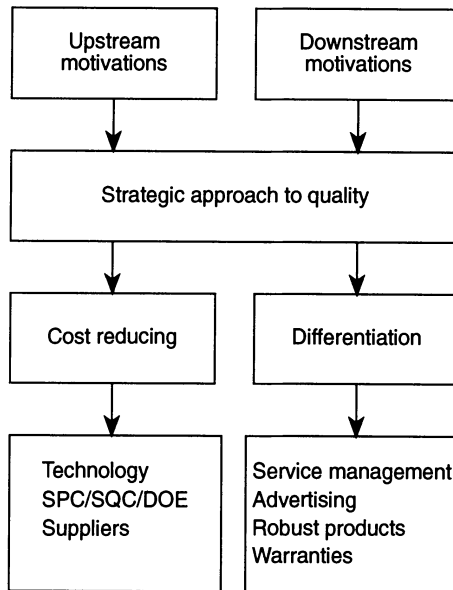 Upstream
motivations
Downstream
motivations
Strategic approach to quality
Cost reducing
Differentiation
Technology
SPC/SQC/DOE
Suppliers
Service management
Advertising
Robust products
Warranties